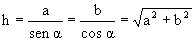 h = a / sen α = b / cos α = √(a² + b²)